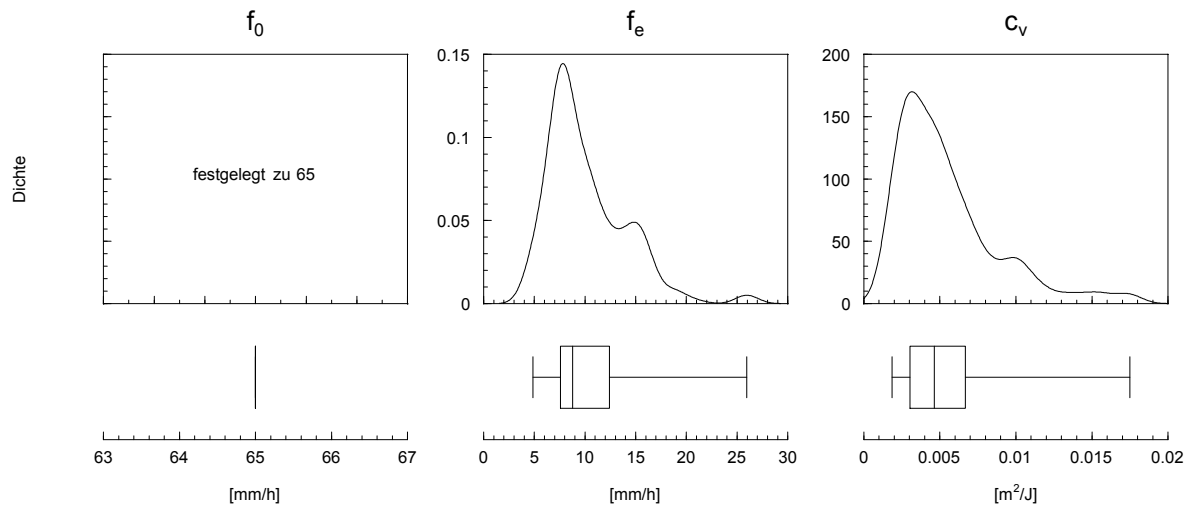 f₀
fₑ
cᵥ
Dichte
festgelegt zu 65
0.15
0.1
0.05
0
200
150
100
50
0
63 64 65 66 67
0 5 10 15 20 25 30
0 0.005 0.01 0.015 0.02
[mm/h]
[mm/h]
[m²/J]